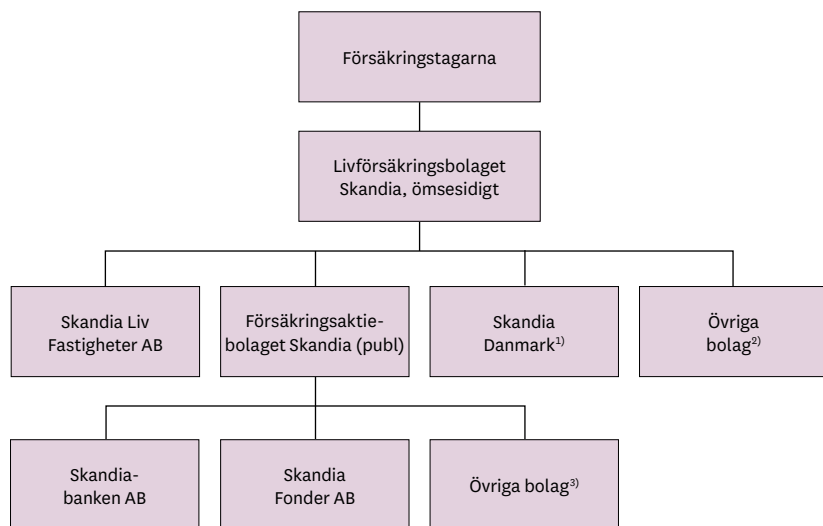 Försäkringstagarna
Livförsäkringsbolaget
Skandia, ömsesidigt
Skandia Liv
Fastigheter AB
Försäkringsaktie-
bolaget Skandia (publ)
Skandia
Danmark1)
Övriga
bolag2)
Skandia-
banken AB
Skandia
Fonder AB
Övriga bolag3)